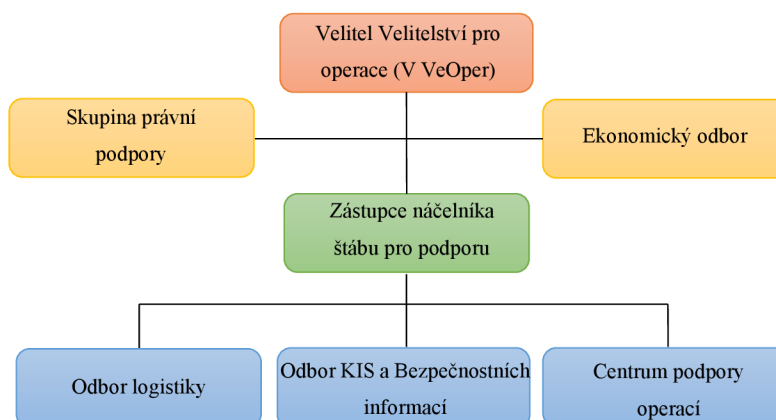 Velitel Velitelství pro
operace (V VeOper)
Skupina právní
podpory
Ekonomický odbor
Zástupce náčelníka
štábu pro podporu
Odbor logistiky
Odbor KIS a Bezpečnostních
informací
Centrum podpory
operací